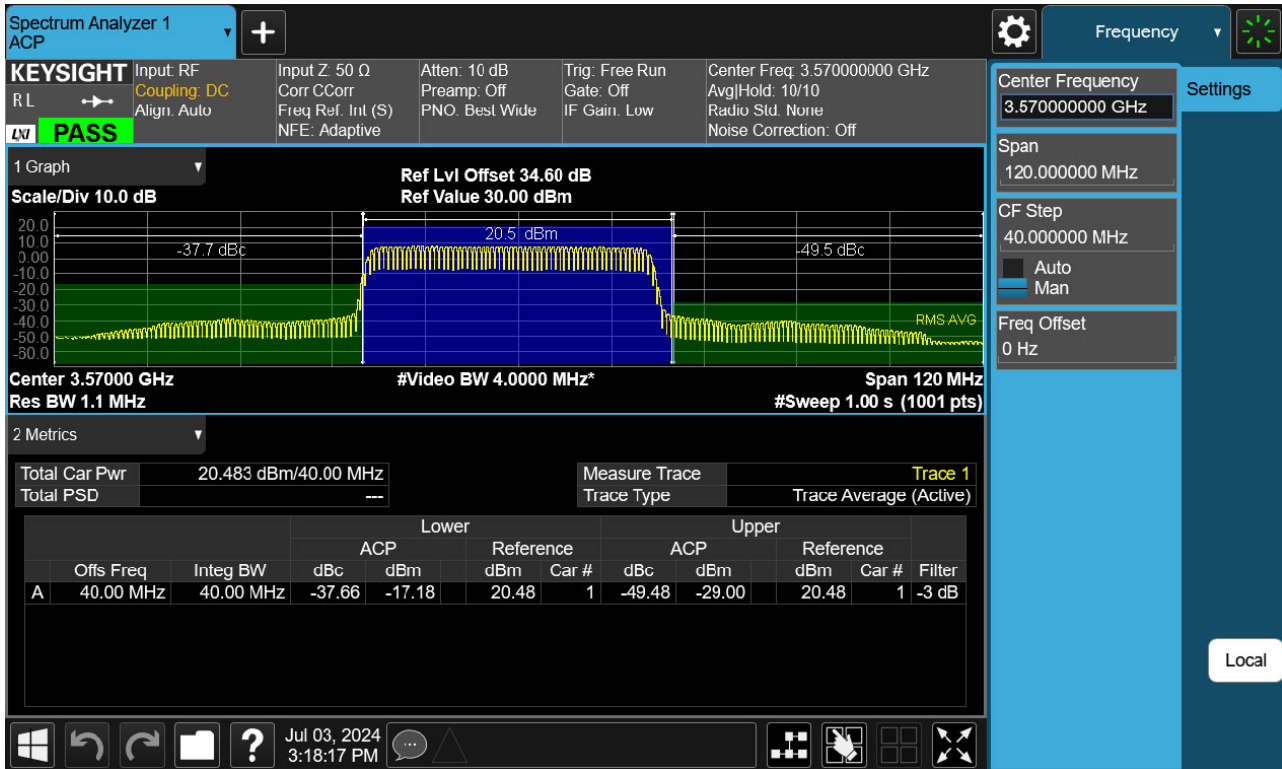 Spectrum Analyzer 1
ACP
+
Frequency
KEYSIGHT
R L
LXI
PASS
Input: RF
Coupling: DC
Align: Auto
Input Z: 50 Ω
Corr CCorr
Freq Ref: Int (S)
NFE: Adaptive
Atten: 10 dB
Preamp: Off
PNO: Best Wide
Trig: Free Run
Gate: Off
IF Gain: Low
Center Freq: 3.570000000 GHz
Avg|Hold: 10/10
Radio Std: None
Noise Correction: Off
Center Frequency
3.570000000 GHz
Settings
Span
120.000000 MHz
CF Step
40.000000 MHz
Auto
Man
Freq Offset
0 Hz
1 Graph
Scale/Div 10.0 dB
Ref Lvl Offset 34.60 dB
Ref Value 30.00 dBm
20.0
10.0
0.00
-10.0
-20.0
-30.0
-40.0
-50.0
-60.0
-37.7 dBc
20.5 dBm
-49.5 dBc
RMS AVG
Center 3.57000 GHz
#Video BW 4.0000 MHz*
Span 120 MHz
Res BW 1.1 MHz
#Sweep 1.00 s (1001 pts)
2 Metrics
Total Car Pwr 20.483 dBm/40.00 MHz
Total PSD ---
Measure Trace Trace 1
Trace Type Trace Average (Active)
Lower Upper
ACP Reference ACP Reference
Offs Freq Integ BW dBc dBm dBm Car # dBc dBm dBm Car # Filter
A 40.00 MHz 40.00 MHz -37.66 -17.18 20.48 1 -49.48 -29.00 20.48 1 -3 dB
Local
?
Jul 03, 2024
3:18:17 PM